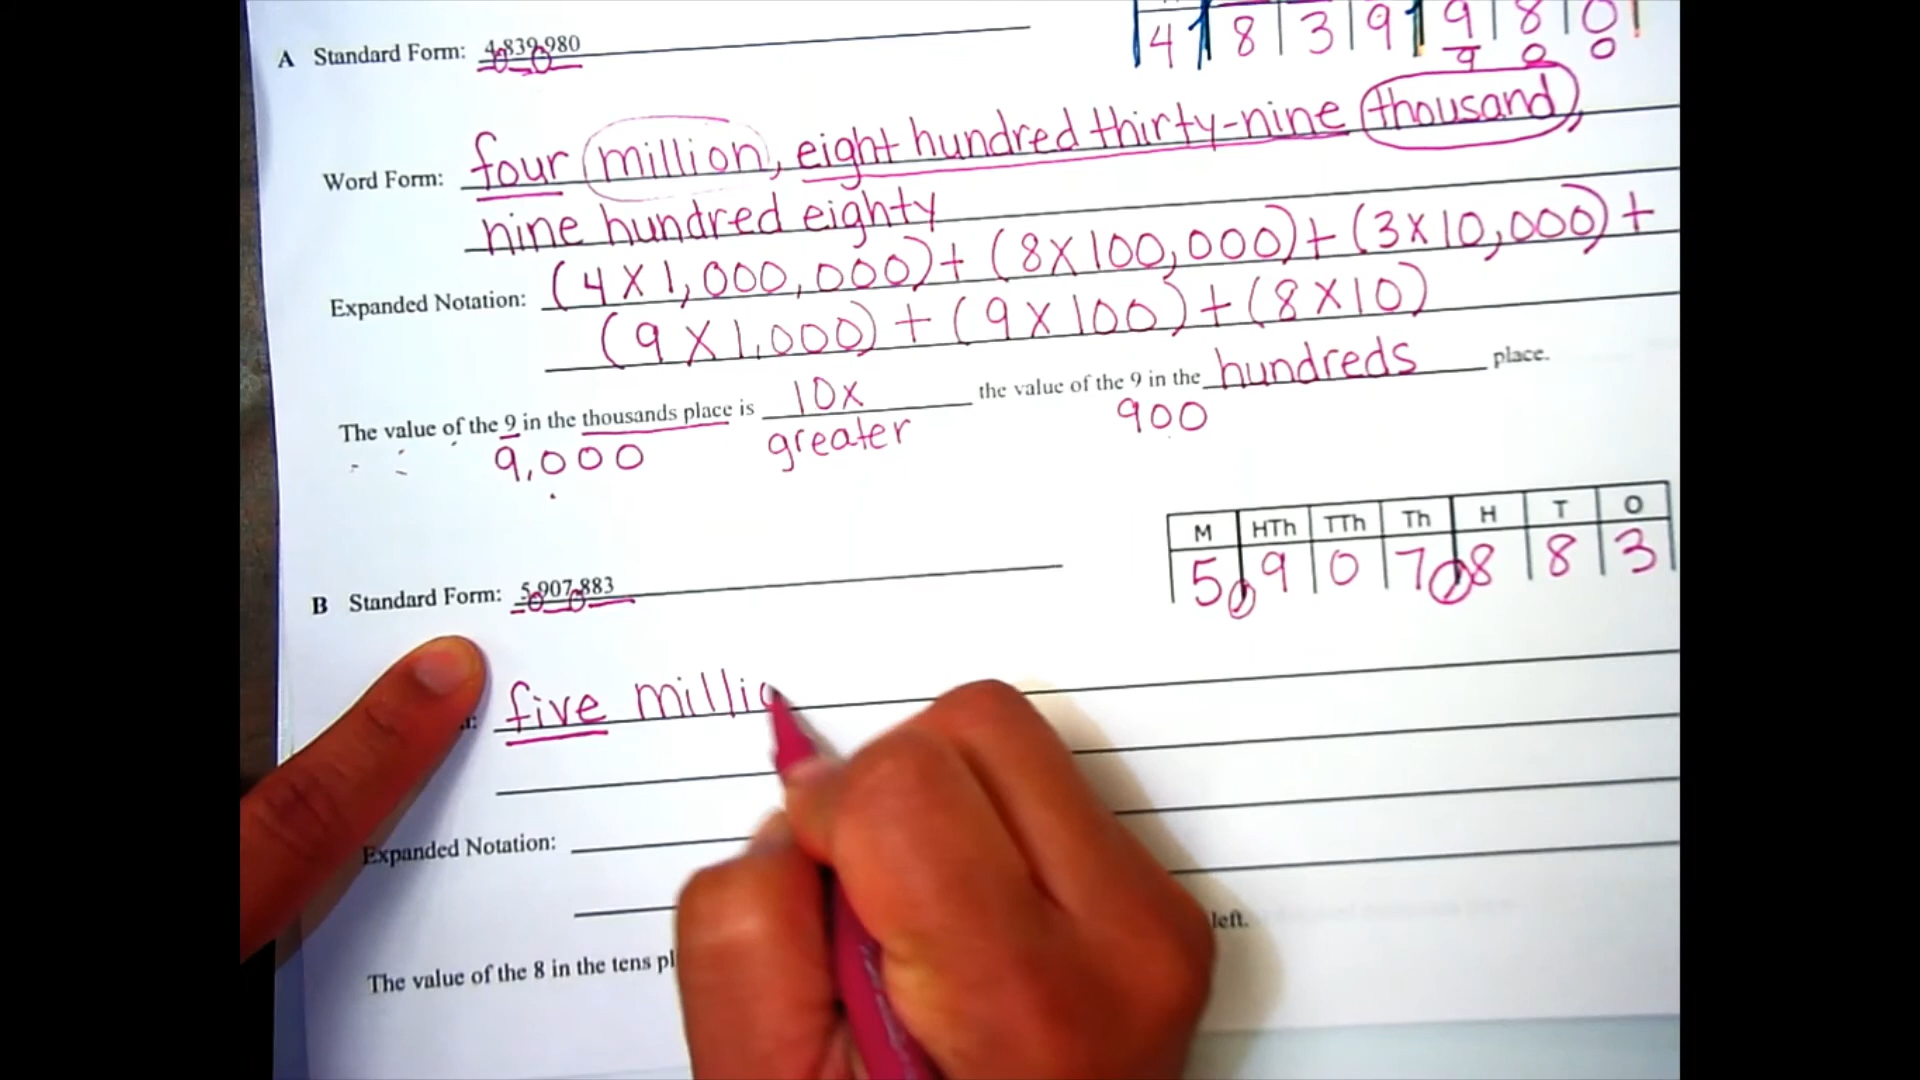 4 8 3 9 9 8 0
A Standard Form: 4,839,980
9 0 0
Word Form: four million, eight hundred thirty-nine thousand,
nine hundred eighty
Expanded Notation: (4 X 1,000,000) + (8 X 100,000) + (3 X 10,000) +
(9 X 1,000) + (9 X 100) + (8 X 10)
The value of the 9 in the thousands place is 10x greater the value of the 9 in the hundreds place.
9,000 900
M HTh TTh Th H T O
5, 9 0 7, 8 8 3
B Standard Form: 5,907,883
five millio
Expanded Notation:
left.
The value of the 8 in the tens pl